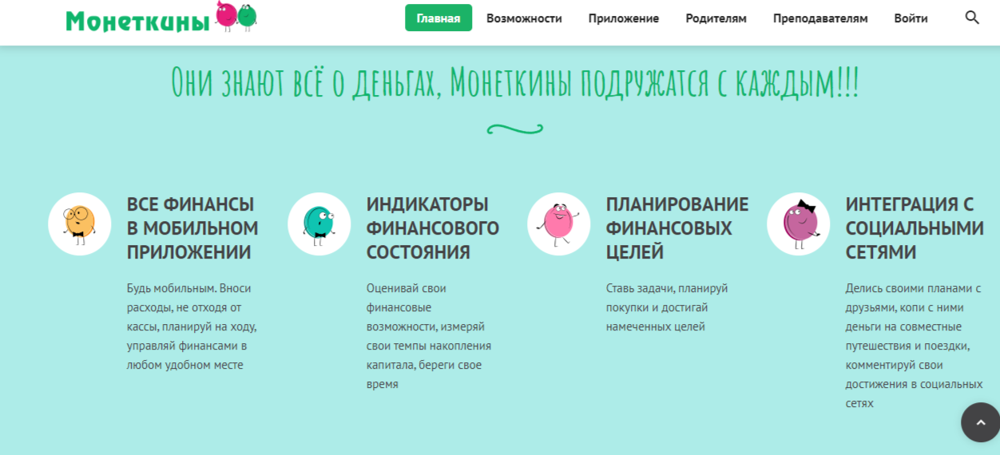 Монеткины
Главная
Возможности
Приложение
Родителям
Преподавателям
Войти
Они знают всё о деньгах, Монеткины подружатся с каждым!!!
ВСЕ ФИНАНСЫ
В МОБИЛЬНОМ
ПРИЛОЖЕНИИ
Будь мобильным. Вноси
расходы, не отходя от
кассы, планируй на ходу,
управляй финансами в
любом удобном месте
ИНДИКАТОРЫ
ФИНАНСОВОГО
СОСТОЯНИЯ
Оценивай свои
финансовые
возможности, измеряй
свои темпы накопления
капитала, береги свое
время
ПЛАНИРОВАНИЕ
ФИНАНСОВЫХ
ЦЕЛЕЙ
Ставь задачи, планируй
покупки и достигай
намеченных целей
ИНТЕГРАЦИЯ С
СОЦИАЛЬНЫМИ
СЕТЯМИ
Делись своими планами с
друзьями, копи с ними
деньги на совместные
путешествия и поездки,
комментируй свои
достижения в социальных
сетях